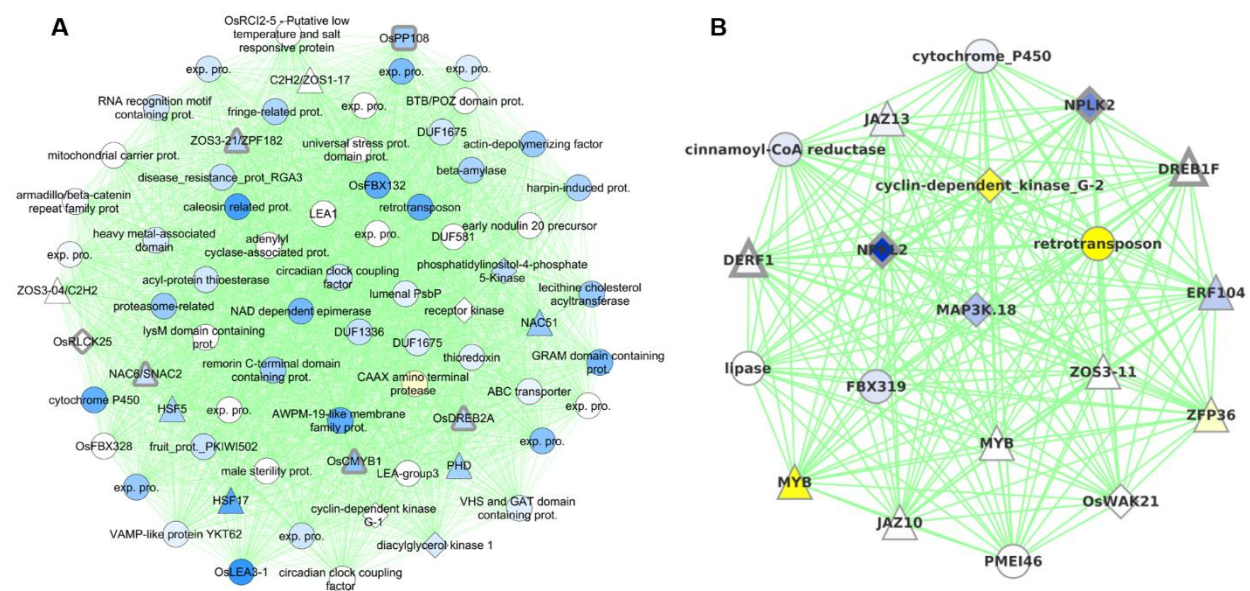 A
OsRCI2-5 - Putative low
temperature and salt
responsive protein
OsPP108
exp. pro.
exp. pro.
exp. pro.
C2H2/ZOS1-17
RNA recognition motif
containing prot.
fringe-related prot.
exp. pro.
BTB/POZ domain prot.
ZOS3-21/ZPF182
universal stress prot.
domain prot.
DUF1675
actin-depolymerizing factor
mitochondrial carrier prot.
disease_resistance_prot_RGA3
OsFBX132
beta-amylase
harpin-induced prot.
armadillo/beta-catenin
repeat family prot
caleosin related prot.
LEA1
retrotransposon
early nodulin 20 precursor
heavy metal-associated
domain
adenylyl
cyclase-associated prot.
exp. pro.
DUF581
exp. pro.
acyl-protein thioesterase
circadian clock coupling
factor
phosphatidylinositol-4-phosphate
5-Kinase
ZOS3-04/C2H2
proteasome-related
lumenal PsbP
lecithine cholesterol
acyltransferase
NAD dependent epimerase
receptor kinase
NAC51
OsRLCK25
lysM domain containing
prot.
DUF1336
DUF1675
thioredoxin
GRAM domain containing
prot.
NAC6/SNAC2
remorin C-terminal domain
containing prot.
CAAX amino terminal
protease
ABC transporter
cytochrome P450
HSF5
exp. pro.
AWPM-19-like membrane
family prot.
OsDREB2A
exp. pro.
OsFBX328
fruit_prot._PKIWI502
exp. pro.
OsCMYB1
male sterility prot.
LEA-group3
PHD
exp. pro.
HSF17
cyclin-dependent kinase
G-1
VHS and GAT domain
containing prot.
VAMP-like protein YKT62
exp. pro.
diacylglycerol kinase 1
OsLEA3-1
circadian clock coupling
factor
B
cytochrome_P450
NPLK2
JAZ13
cinnamoyl-CoA reductase
DREB1F
cyclin-dependent_kinase_G-2
retrotransposon
DERF1
ERF104
MAP3K.18
lipase
FBX319
ZOS3-11
ZFP36
MYB
MYB
OsWAK21
JAZ10
PMEI46